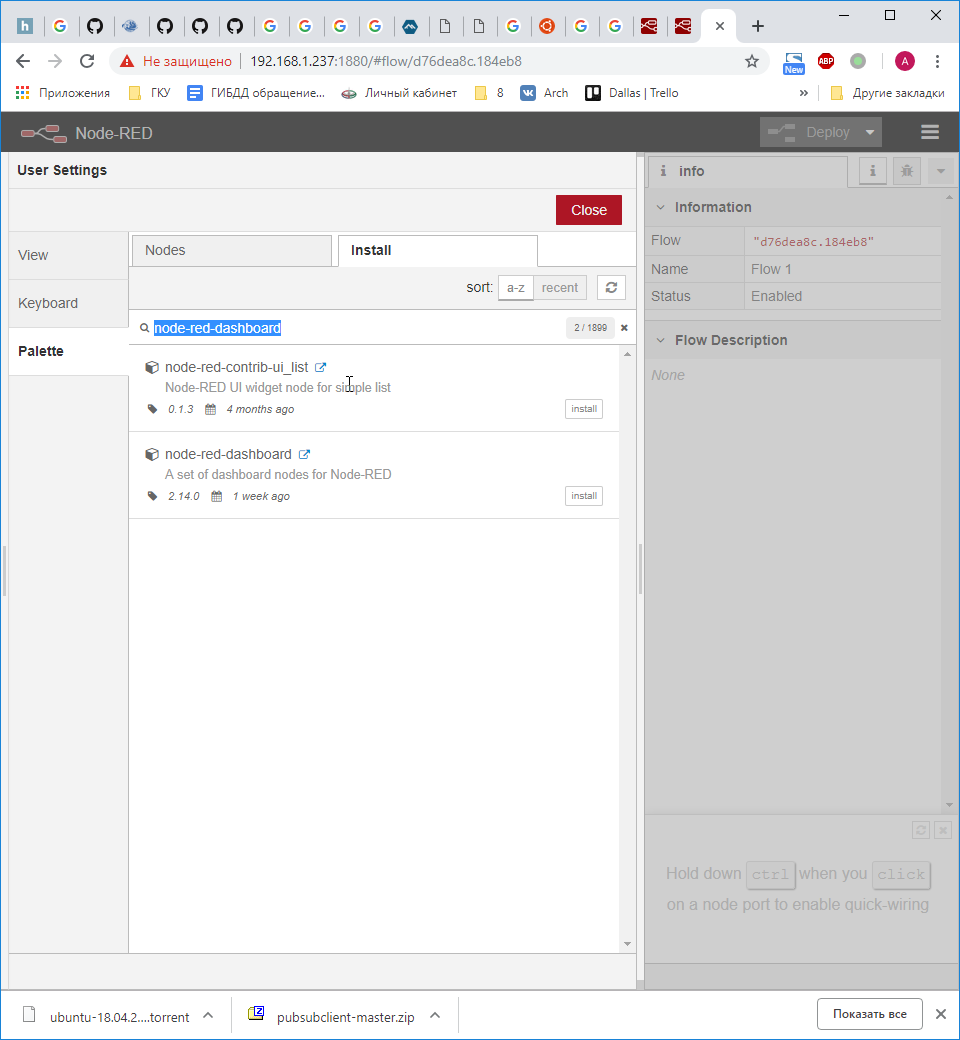 Не защищено 192.168.1.237:1880/#flow/d76dea8c.184eb8
New
ABP
A
Приложения ГКУ ГИБДД обращение... Личный кабинет 8 Arch Dallas | Trello » Другие закладки
Node-RED Deploy
User Settings
Close
View
Keyboard
Palette
Nodes Install
sort: a-z recent
node-red-dashboard 2 / 1899
node-red-contrib-ui_list
Node-RED UI widget node for simple list
0.1.3 4 months ago install
node-red-dashboard
A set of dashboard nodes for Node-RED
2.14.0 1 week ago install
info
Information
Flow "d76dea8c.184eb8"
Name Flow 1
Status Enabled
Flow Description
None
Hold down ctrl when you click
on a node port to enable quick-wiring
ubuntu-18.04.2....torrent pubsubclient-master.zip Показать все